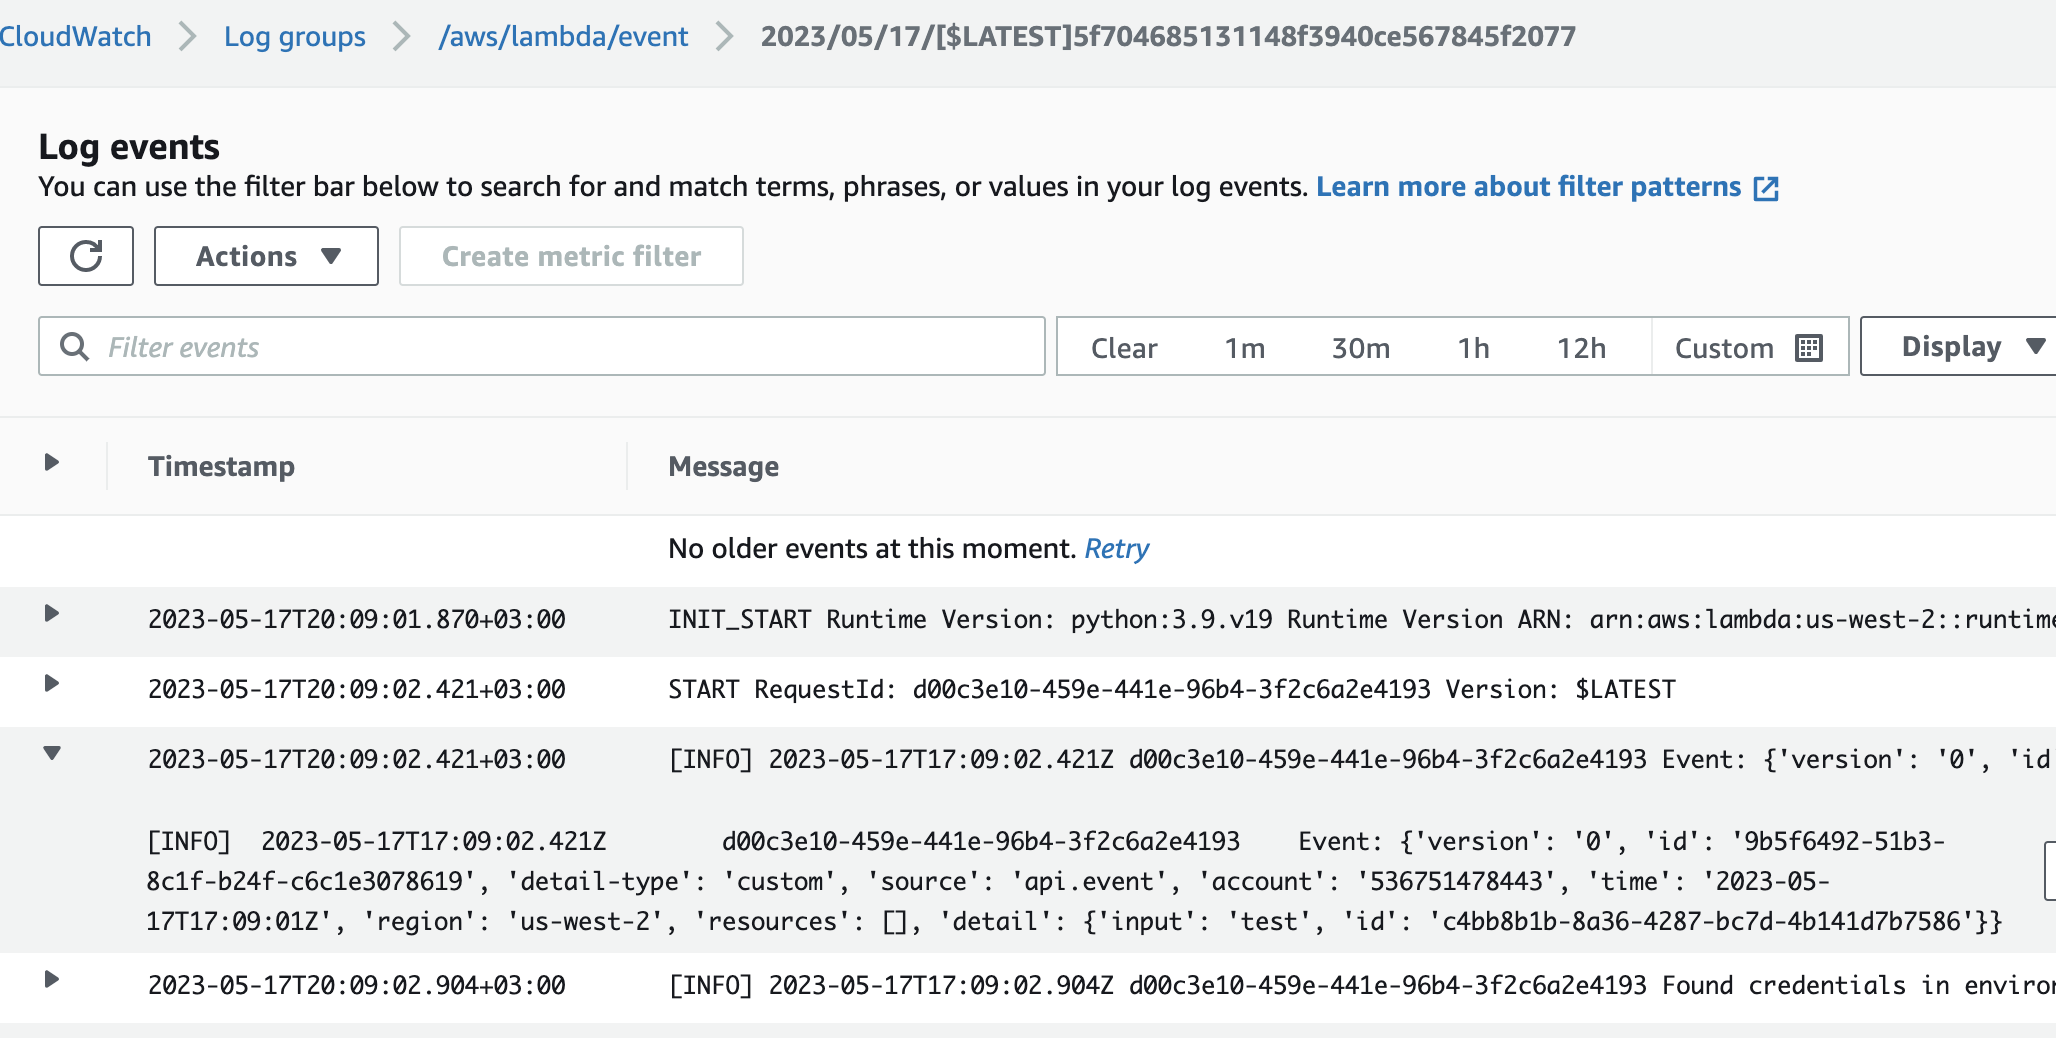 CloudWatch > Log groups > /aws/lambda/event > 2023/05/17/[$LATEST]5f704685131148f3940ce567845f2077
Log events
You can use the filter bar below to search for and match terms, phrases, or values in your log events. Learn more about filter patterns
Actions Create metric filter
Filter events Clear 1m 30m 1h 12h Custom Display
Timestamp Message
No older events at this moment. Retry
2023-05-17T20:09:01.870+03:00 INIT_START Runtime Version: python:3.9.v19 Runtime Version ARN: arn:aws:lambda:us-west-2::runtime
2023-05-17T20:09:02.421+03:00 START RequestId: d00c3e10-459e-441e-96b4-3f2c6a2e4193 Version: $LATEST
2023-05-17T20:09:02.421+03:00 [INFO] 2023-05-17T17:09:02.421Z d00c3e10-459e-441e-96b4-3f2c6a2e4193 Event: {'version': '0', 'id
[INFO] 2023-05-17T17:09:02.421Z d00c3e10-459e-441e-96b4-3f2c6a2e4193 Event: {'version': '0', 'id': '9b5f6492-51b3-
8c1f-b24f-c6c1e3078619', 'detail-type': 'custom', 'source': 'api.event', 'account': '536751478443', 'time': '2023-05-
17T17:09:01Z', 'region': 'us-west-2', 'resources': [], 'detail': {'input': 'test', 'id': 'c4bb8b1b-8a36-4287-bc7d-4b141d7b7586'}}
2023-05-17T20:09:02.904+03:00 [INFO] 2023-05-17T17:09:02.904Z d00c3e10-459e-441e-96b4-3f2c6a2e4193 Found credentials in enviro